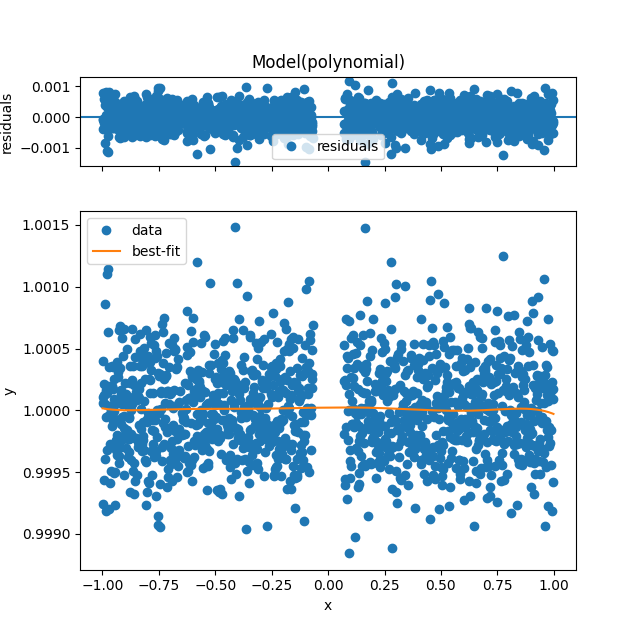 Model(polynomial)
0.001
0.000
−0.001
residuals
residuals
1.0015
1.0010
1.0005
1.0000
0.9995
0.9990
y
data
best-fit
−1.00 −0.75 −0.50 −0.25 0.00 0.25 0.50 0.75 1.00
x